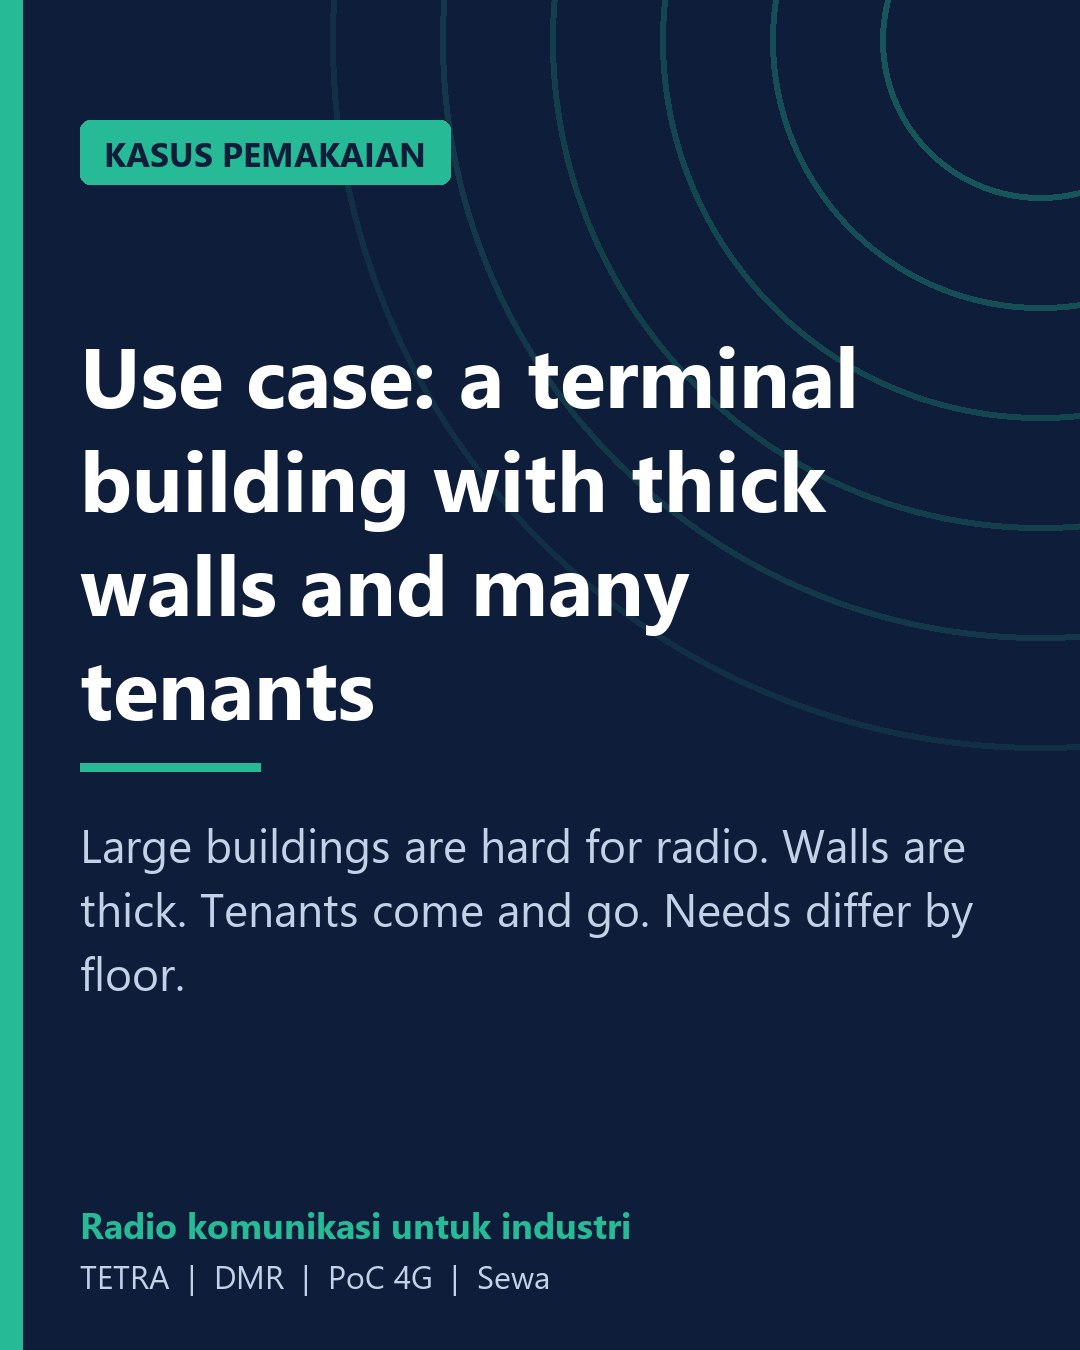 KASUS PEMAKAIAN
Use case: a terminal
building with thick
walls and many
tenants
Large buildings are hard for radio. Walls are
thick. Tenants come and go. Needs differ by
floor.
Radio komunikasi untuk industri
TETRA | DMR | PoC 4G | Sewa